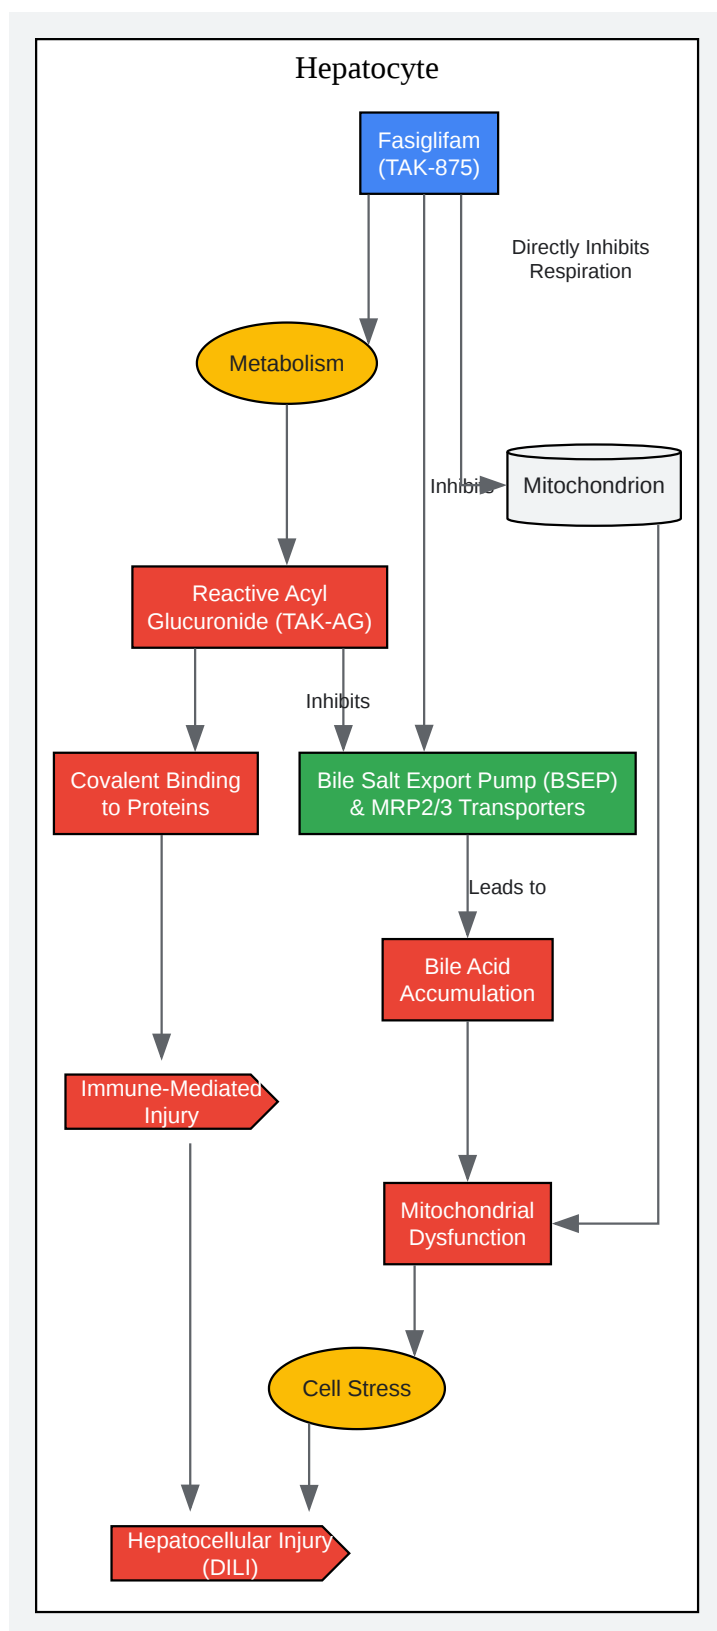 Hepatocyte
Fasiglifam
(TAK-875)
Directly Inhibits
Respiration
Metabolism
Inhibits
Mitochondrion
Reactive Acyl
Glucuronide (TAK-AG)
Inhibits
Covalent Binding
to Proteins
Bile Salt Export Pump (BSEP)
& MRP2/3 Transporters
Leads to
Bile Acid
Accumulation
Immune-Mediated
Injury
Mitochondrial
Dysfunction
Cell Stress
Hepatocellular Injury
(DILI)